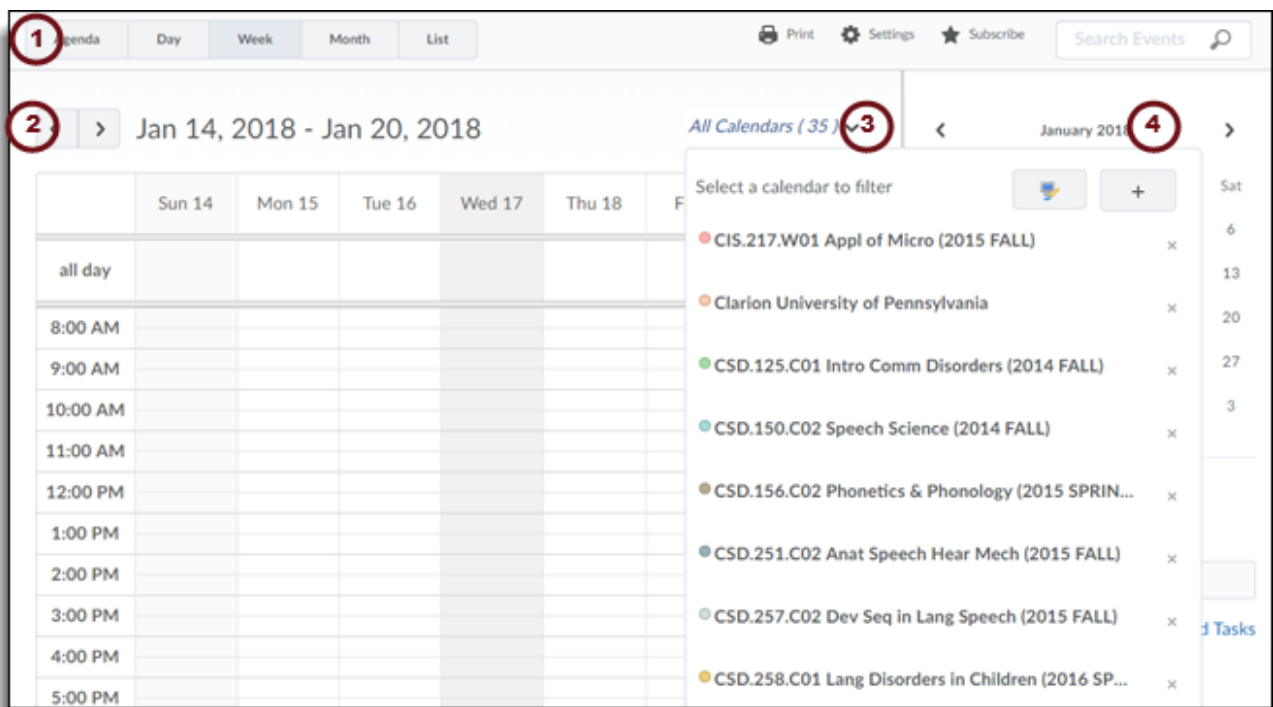 1 Agenda Day Week Month List Print Settings Subscribe Search Events
2 Jan 14, 2018 - Jan 20, 2018 All Calendars ( 35 ) 3 January 2018 4
Select a calendar to filter +
Sun 14 Mon 15 Tue 16 Wed 17 Thu 18 F Sat
CIS.217.W01 Appl of Micro (2015 FALL) 6
all day 13
Clarion University of Pennsylvania
8:00 AM 20
9:00 AM CSD.125.C01 Intro Comm Disorders (2014 FALL) 27
10:00 AM 3
CSD.150.C02 Speech Science (2014 FALL)
11:00 AM
12:00 PM CSD.156.C02 Phonetics & Phonology (2015 SPRIN...
1:00 PM
CSD.251.C02 Anat Speech Hear Mech (2015 FALL)
2:00 PM
3:00 PM CSD.257.C02 Dev Seq in Lang Speech (2015 FALL) d Tasks
4:00 PM
CSD.258.C01 Lang Disorders in Children (2016 SP...
5:00 PM